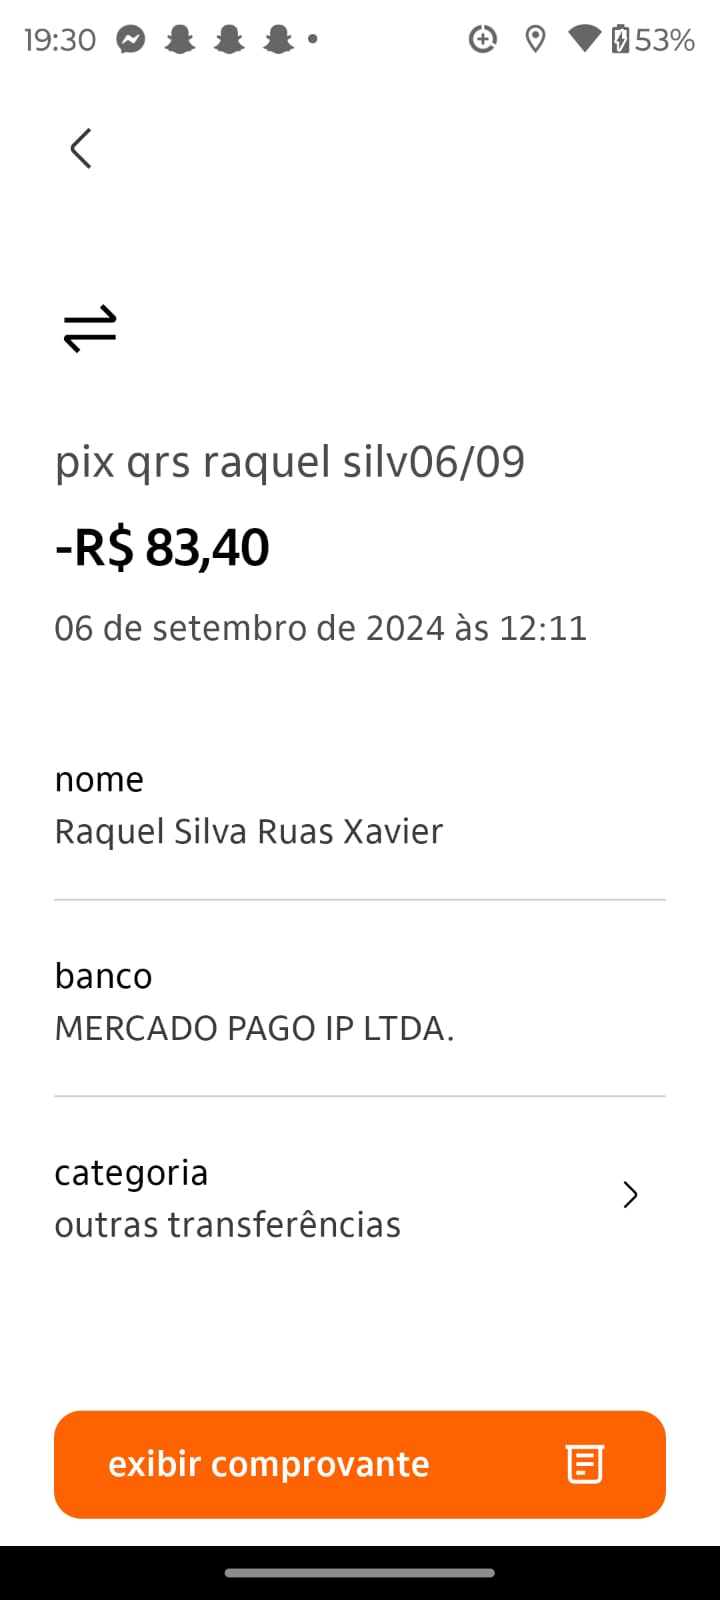 19:30
53%
pix qrs raquel silv06/09
-R$ 83,40
06 de setembro de 2024 às 12:11
nome
Raquel Silva Ruas Xavier
banco
MERCADO PAGO IP LTDA.
categoria
outras transferências
exibir comprovante